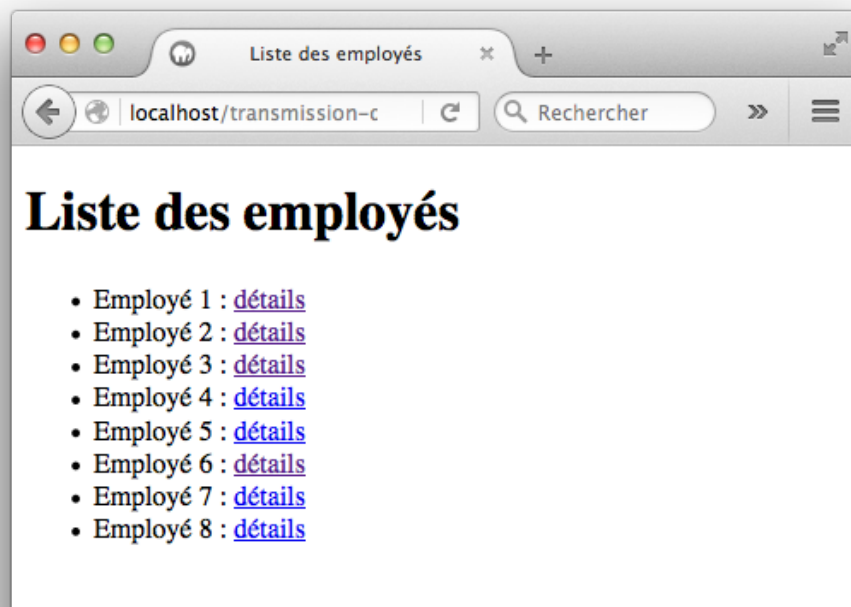 Liste des employés
localhost/transmission-c
Rechercher
Liste des employés
Employé 1 : détails
Employé 2 : détails
Employé 3 : détails
Employé 4 : détails
Employé 5 : détails
Employé 6 : détails
Employé 7 : détails
Employé 8 : détails